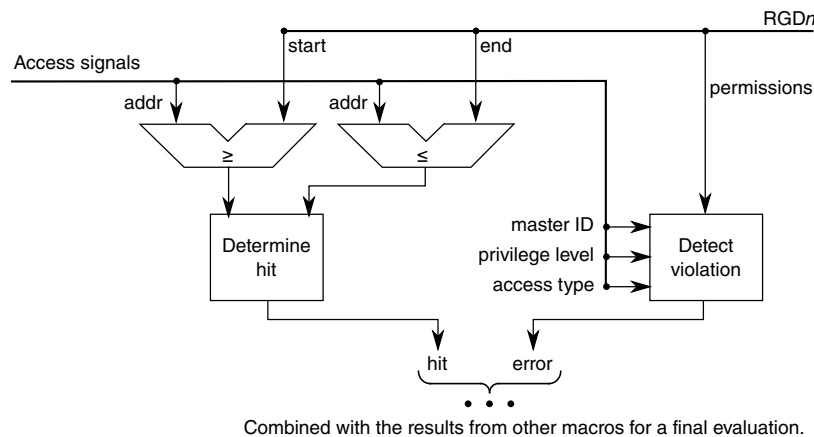 RGDn
start
end
Access signals
addr
addr
permissions
≥
≤
master ID
Determine
hit
privilege level
Detect
violation
access type
hit
error
Combined with the results from other macros for a final evaluation.